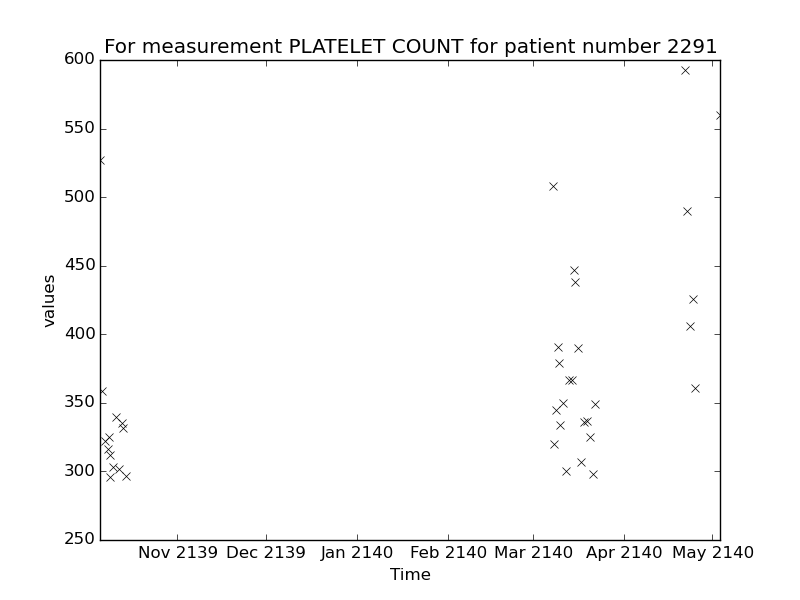 For measurement PLATELET COUNT for patient number 2291
600
550
500
450
400
350
300
250
values
Nov 2139 Dec 2139 Jan 2140 Feb 2140 Mar 2140 Apr 2140 May 2140
Time